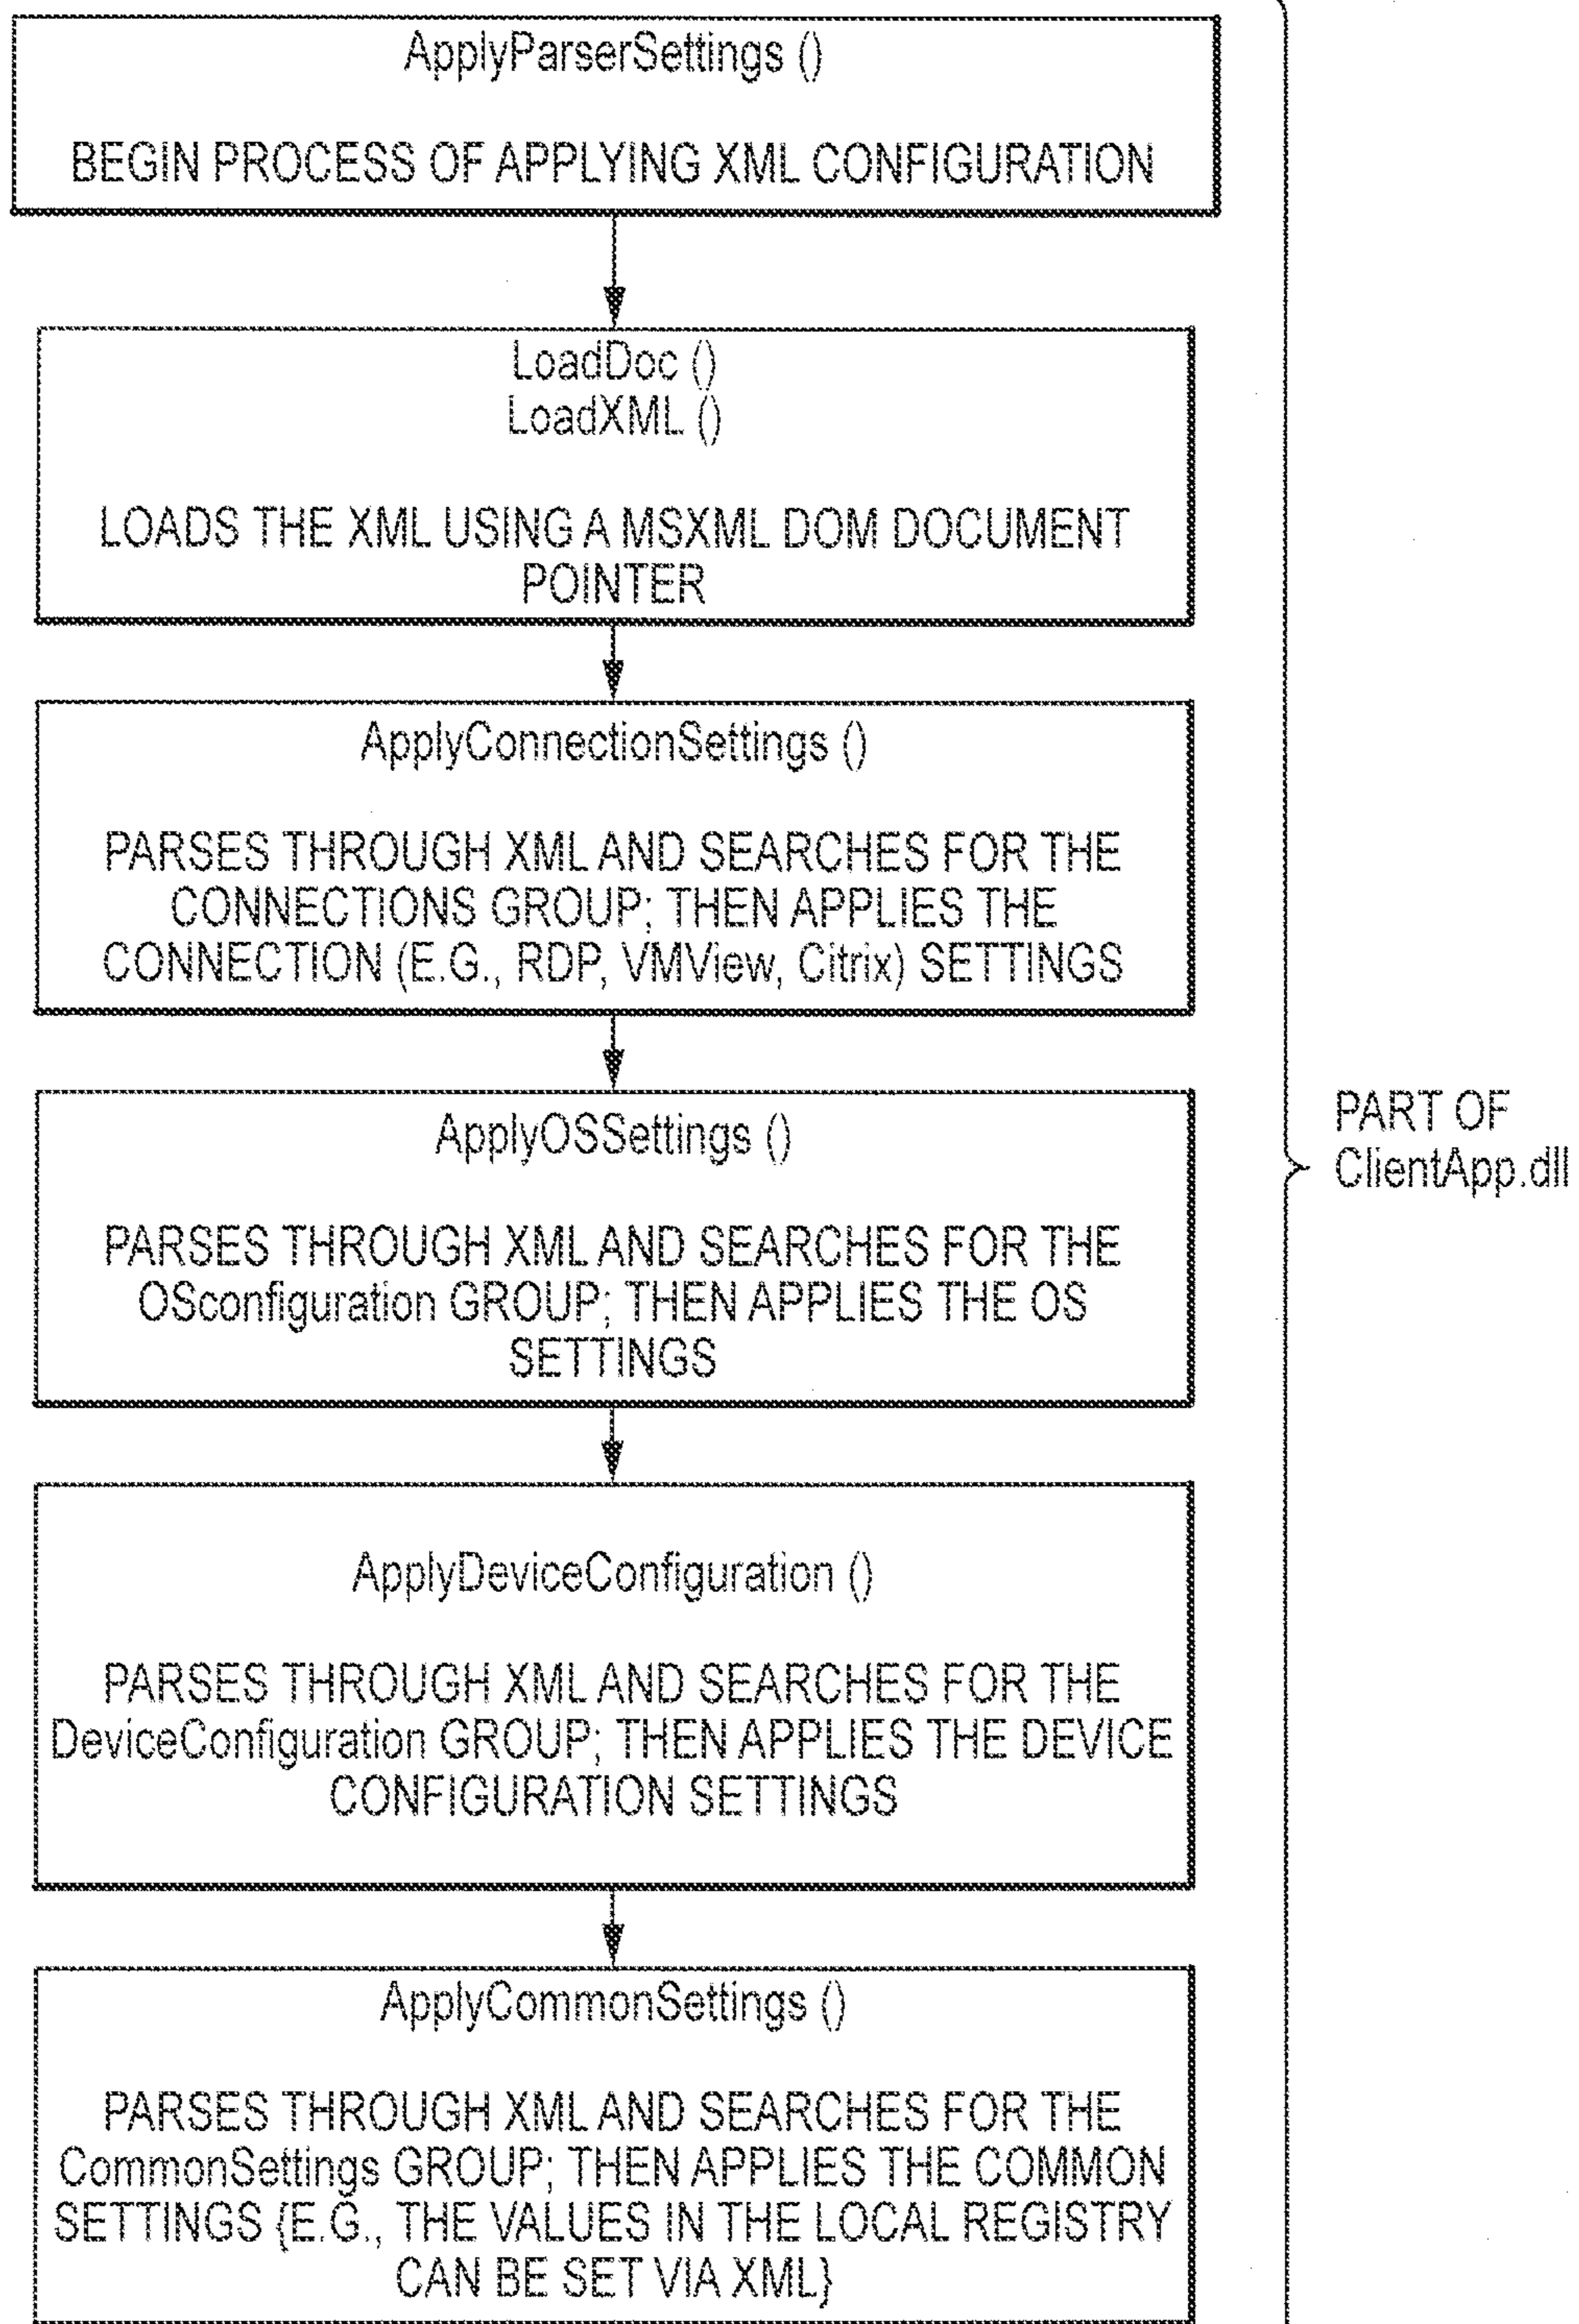 ApplyParserSettings ()
BEGIN PROCESS OF APPLYING XML CONFIGURATION
LoadDoc ()
LoadXML ()
LOADS THE XML USING A MSXML DOM DOCUMENT
POINTER
ApplyConnectionSettings ()
PARSES THROUGH XML AND SEARCHES FOR THE
CONNECTIONS GROUP; THEN APPLIES THE
CONNECTION (E.G., RDP, VMView, Citrix) SETTINGS
ApplyOSSettings ()
PARSES THROUGH XML AND SEARCHES FOR THE
OSconfiguration GROUP; THEN APPLIES THE OS
SETTINGS
ApplyDeviceConfiguration ()
PARSES THROUGH XML AND SEARCHES FOR THE
DeviceConfiguration GROUP; THEN APPLIES THE DEVICE
CONFIGURATION SETTINGS
ApplyCommonSettings ()
PARSES THROUGH XML AND SEARCHES FOR THE
CommonSettings GROUP; THEN APPLIES THE COMMON
SETTINGS {E.G., THE VALUES IN THE LOCAL REGISTRY
CAN BE SET VIA XML}
PART OF
ClientApp.dll